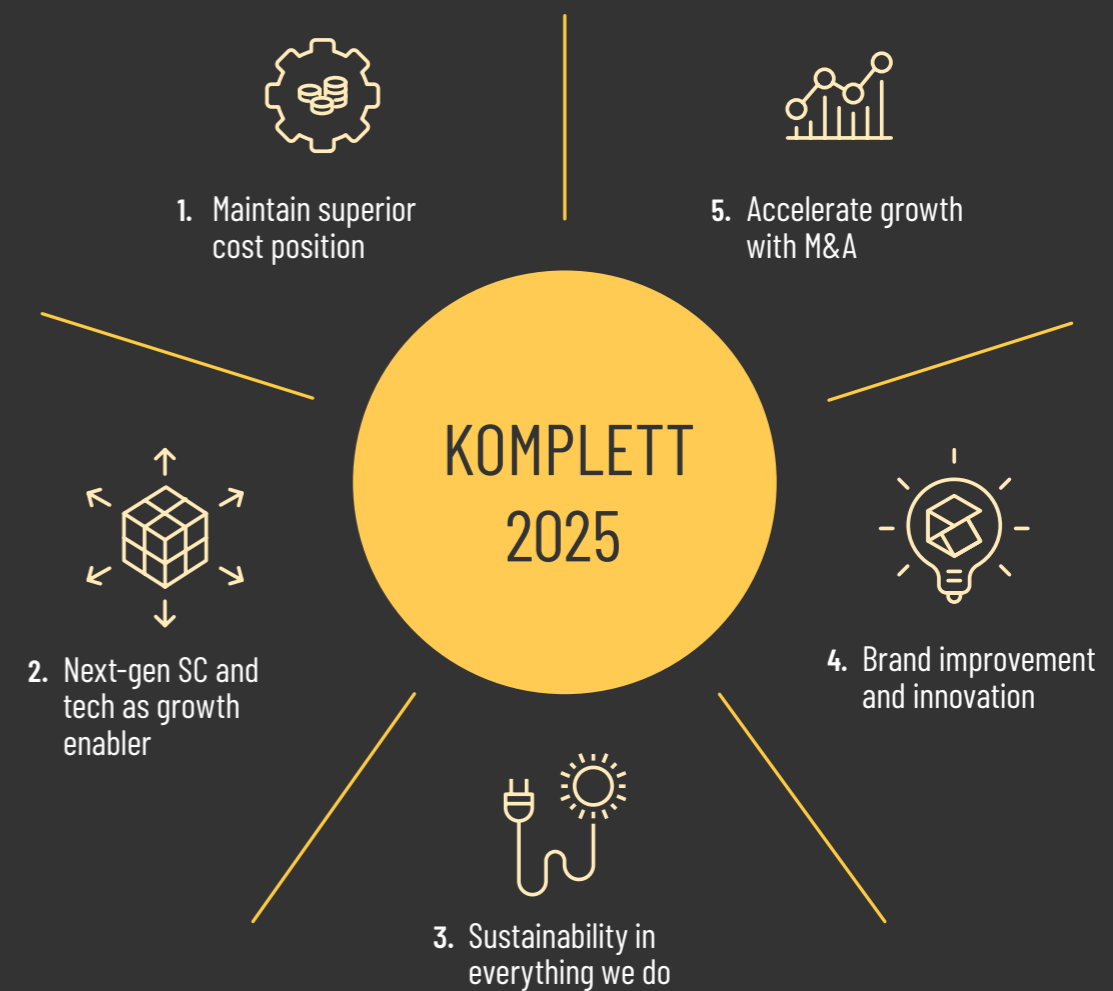 1. Maintain superior
cost position
5. Accelerate growth
with M&A
KOMPLETT
2025
2. Next-gen SC and
tech as growth
enabler
4. Brand improvement
and innovation
3. Sustainability in
everything we do